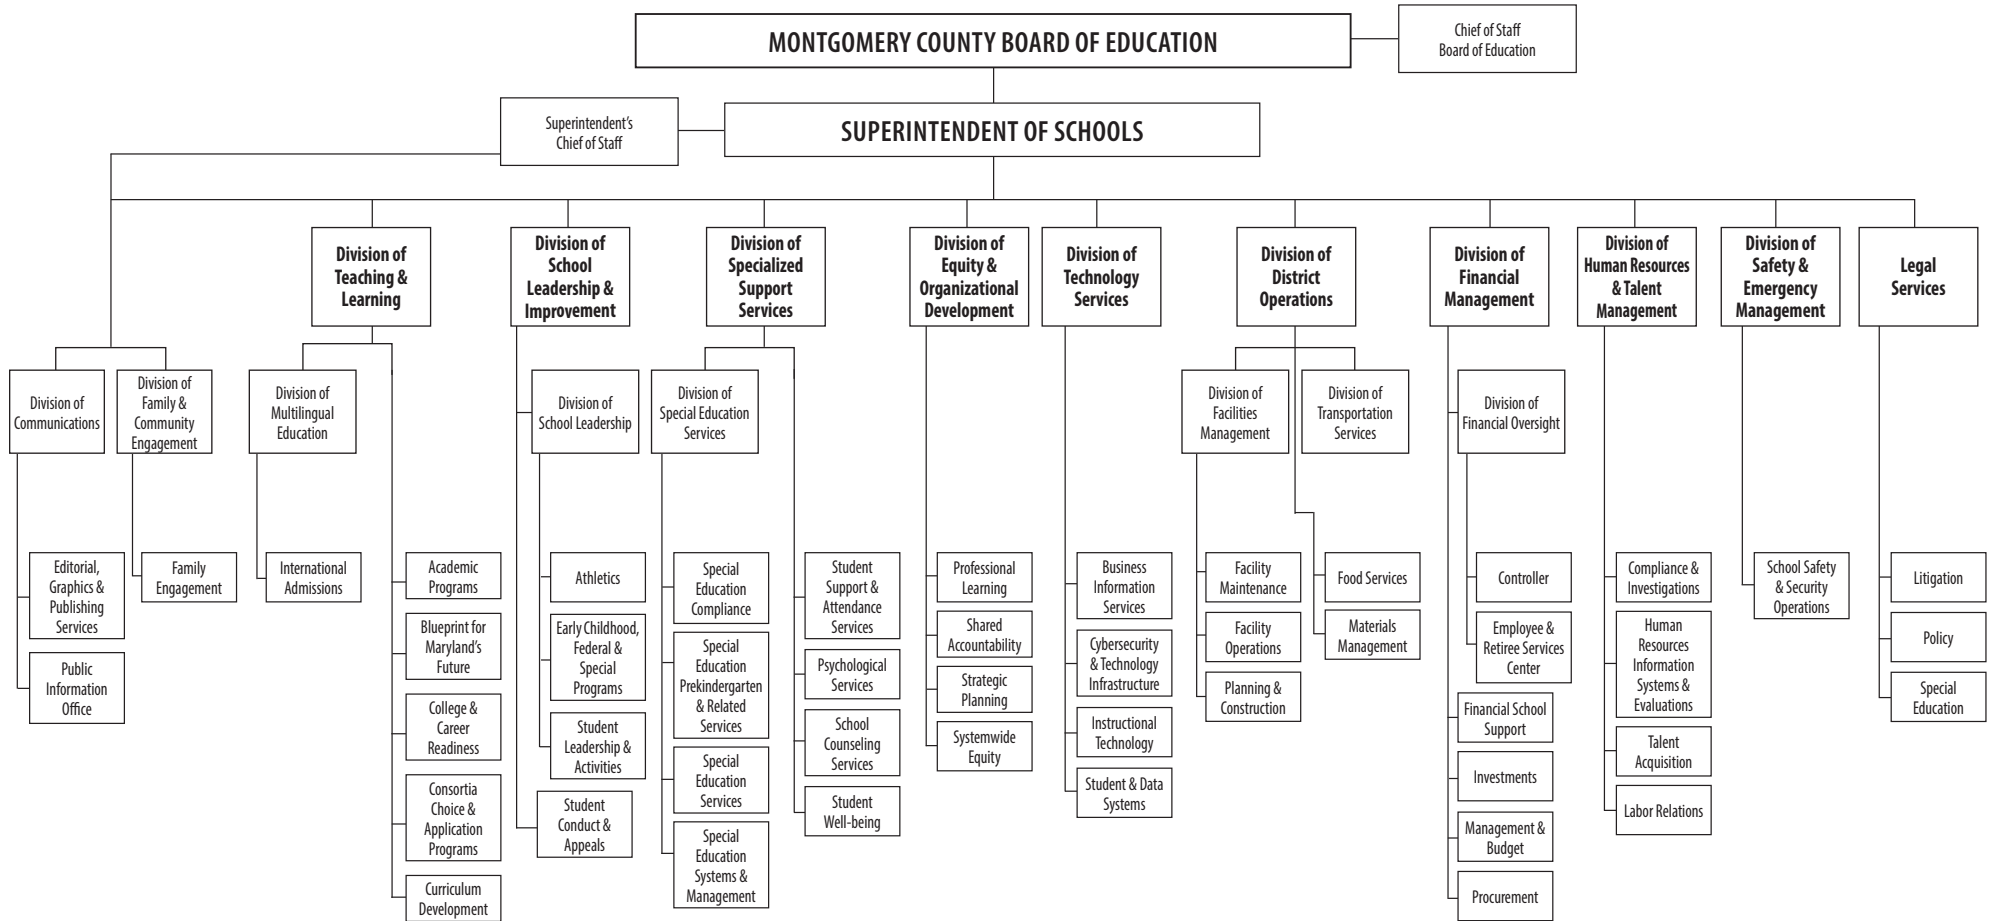 MONTGOMERY COUNTY BOARD OF EDUCATION
Chief of Staff
Board of Education
Superintendent's
Chief of Staff
SUPERINTENDENT OF SCHOOLS
Division of
Teaching &
Learning
Division of
School
Leadership &
Improvement
Division of
Specialized
Support
Services
Division of
Equity &
Organizational
Development
Division of
Technology
Services
Division of
District
Operations
Division of
Financial
Management
Division of
Human Resources
& Talent
Management
Division of
Safety &
Emergency
Management
Legal
Services
Division of
Communications
Division of
Family &
Community
Engagement
Division of
Multilingual
Education
Division of
School Leadership
Division of
Special Education
Services
Division of
Facilities
Management
Division of
Transportation
Services
Division of
Financial Oversight
Editorial,
Graphics &
Publishing
Services
Public
Information
Office
Family
Engagement
International
Admissions
Academic
Programs
Blueprint for
Maryland's
Future
College &
Career
Readiness
Consortia
Choice &
Application
Programs
Curriculum
Development
Athletics
Early Childhood,
Federal &
Special
Programs
Student
Leadership &
Activities
Student
Conduct &
Appeals
Special
Education
Compliance
Special
Education
Prekindergarten
& Related
Services
Special
Education
Services
Special
Education
Systems &
Management
Student
Support &
Attendance
Services
Psychological
Services
School
Counseling
Services
Student
Well-being
Professional
Learning
Shared
Accountability
Strategic
Planning
Systemwide
Equity
Business
Information
Services
Cybersecurity
& Technology
Infrastructure
Instructional
Technology
Student & Data
Systems
Facility
Maintenance
Facility
Operations
Planning &
Construction
Food Services
Materials
Management
Controller
Employee &
Retiree Services
Center
Financial School
Support
Investments
Management &
Budget
Procurement
Compliance &
Investigations
Human
Resources
Information
Systems &
Evaluations
Talent
Acquisition
Labor Relations
School Safety
& Security
Operations
Litigation
Policy
Special
Education